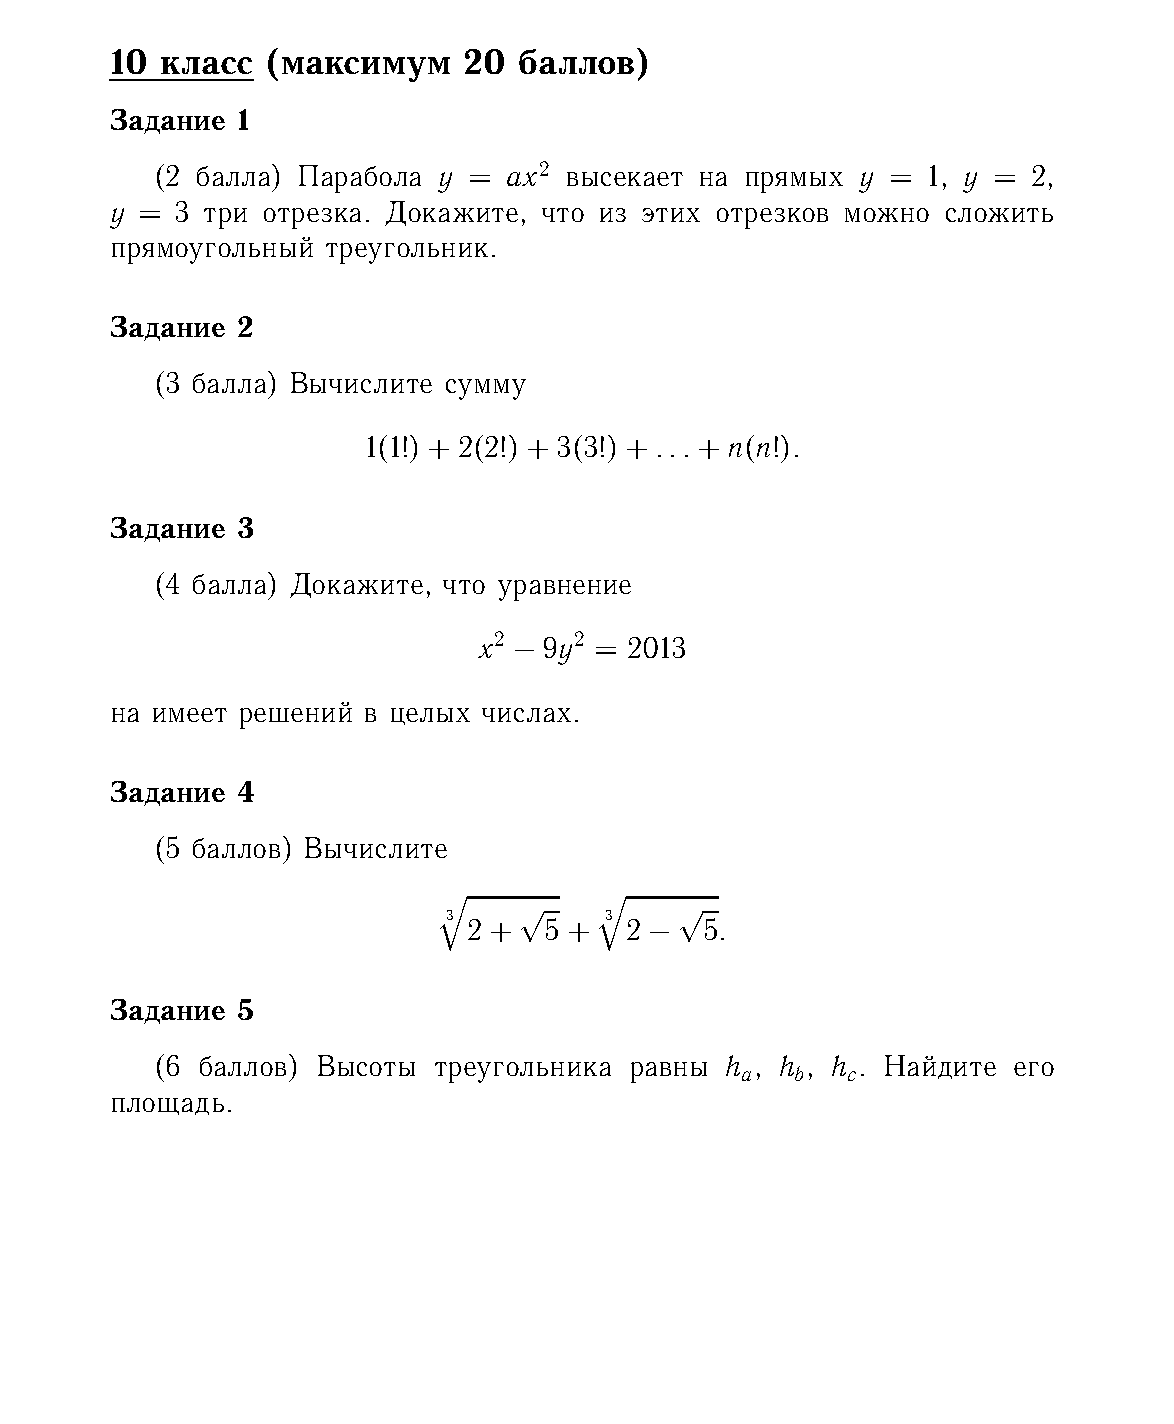 10 класс (максимум 20 баллов)
Задание 1
(2 балла) Парабола y = ax² высекает на прямых y = 1, y = 2,
y = 3 три отрезка. Докажите, что из этих отрезков можно сложить
прямоугольный треугольник.
Задание 2
(3 балла) Вычислите сумму
1(1!) + 2(2!) + 3(3!) + . . . + n(n!).
Задание 3
(4 балла) Докажите, что уравнение
x² − 9y² = 2013
на имеет решений в целых числах.
Задание 4
(5 баллов) Вычислите
∛(2 + √5) + ∛(2 − √5).
Задание 5
(6 баллов) Высоты треугольника равны hₐ, h_b, h_c. Найдите его
площадь.